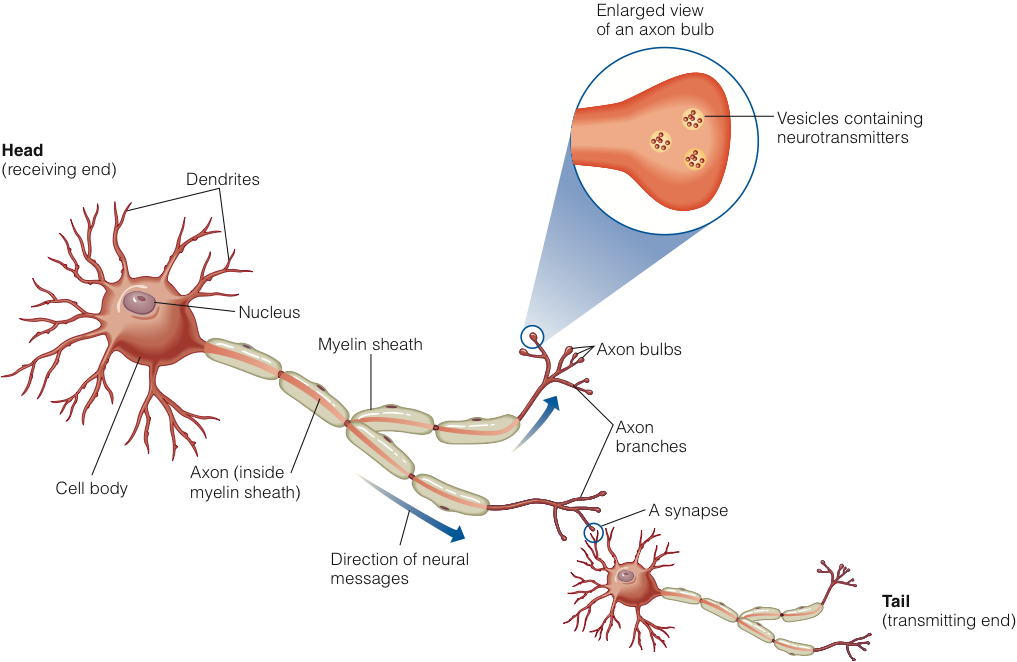 Enlarged view
of an axon bulb
Vesicles containing
neurotransmitters
Head
(receiving end)
Dendrites
Nucleus
Myelin sheath
Axon bulbs
Axon
branches
Axon (inside
myelin sheath)
Cell body
A synapse
Direction of neural
messages
Tail
(transmitting end)